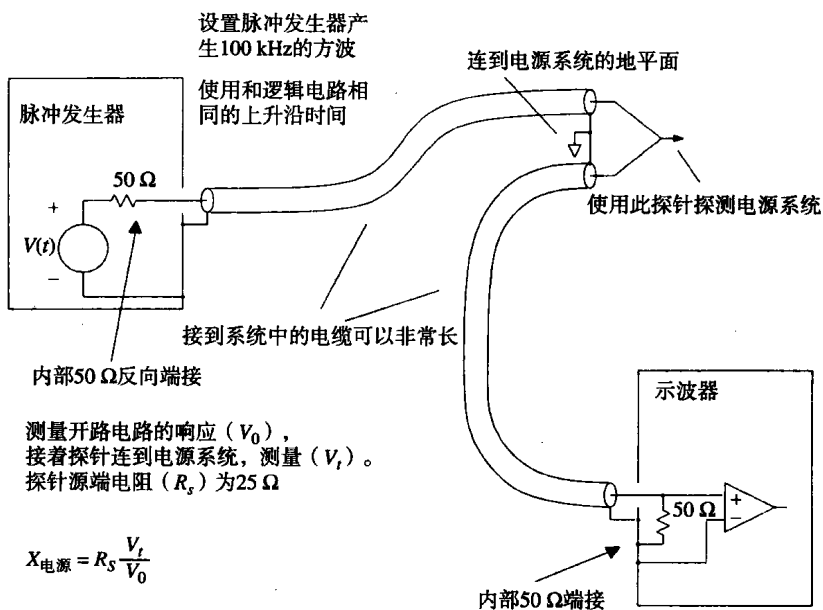 设置脉冲发生器产
生100 kHz的方波
使用和逻辑电路相
同的上升沿时间
连到电源系统的地平面
脉冲发生器
50 Ω
+
V(t)
−
使用此探针探测电源系统
接到系统中的电缆可以非常长
内部50 Ω反向端接
示波器
测量开路电路的响应（V0），
接着探针连到电源系统，测量（Vt）。
探针源端电阻（Rs）为25 Ω
50 Ω
+
−
X电源 = RS Vt/V0
内部50 Ω端接